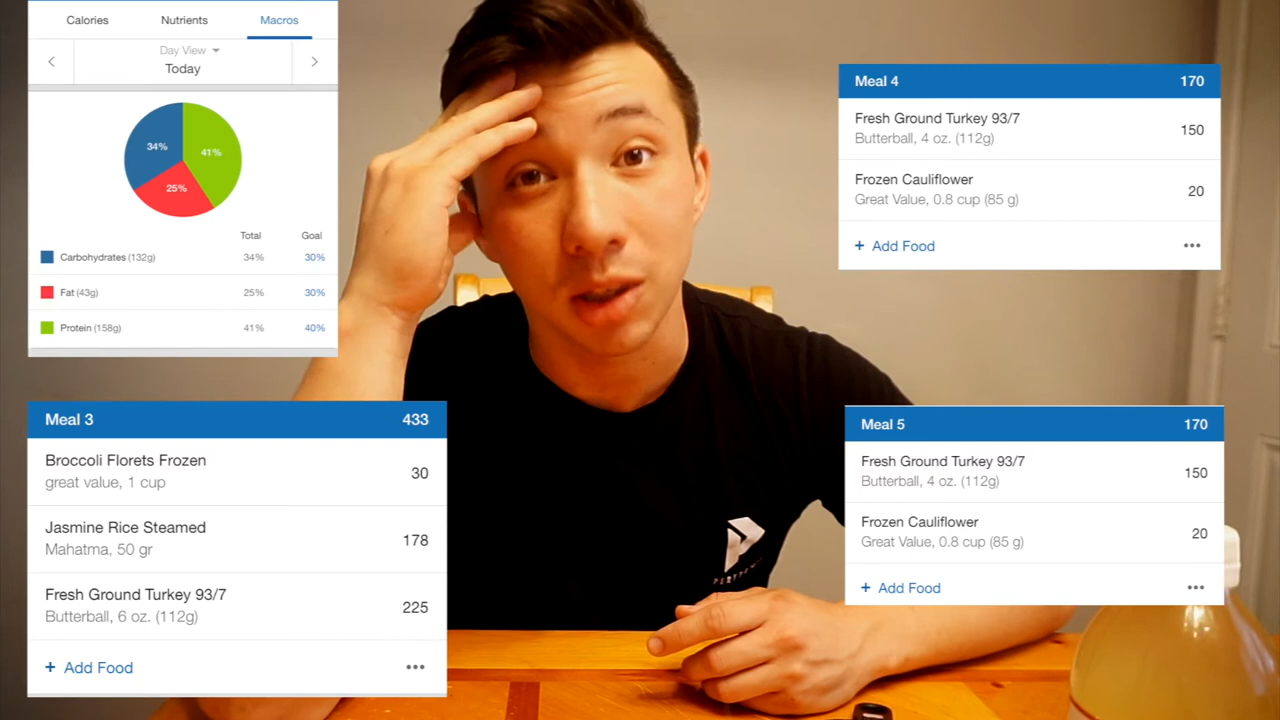 Calories Nutrients Macros
Day View
Today
34%
41%
25%
Total Goal
Carbohydrates (132g) 34% 30%
Fat (43g) 25% 30%
Protein (158g) 41% 40%
Meal 3 433
Broccoli Florets Frozen
great value, 1 cup
30
Jasmine Rice Steamed
Mahatma, 50 gr
178
Fresh Ground Turkey 93/7
Butterball, 6 oz. (112g)
225
+ Add Food •••
Meal 4 170
Fresh Ground Turkey 93/7
Butterball, 4 oz. (112g)
150
Frozen Cauliflower
Great Value, 0.8 cup (85 g)
20
+ Add Food •••
Meal 5 170
Fresh Ground Turkey 93/7
Butterball, 4 oz. (112g)
150
Frozen Cauliflower
Great Value, 0.8 cup (85 g)
20
+ Add Food •••